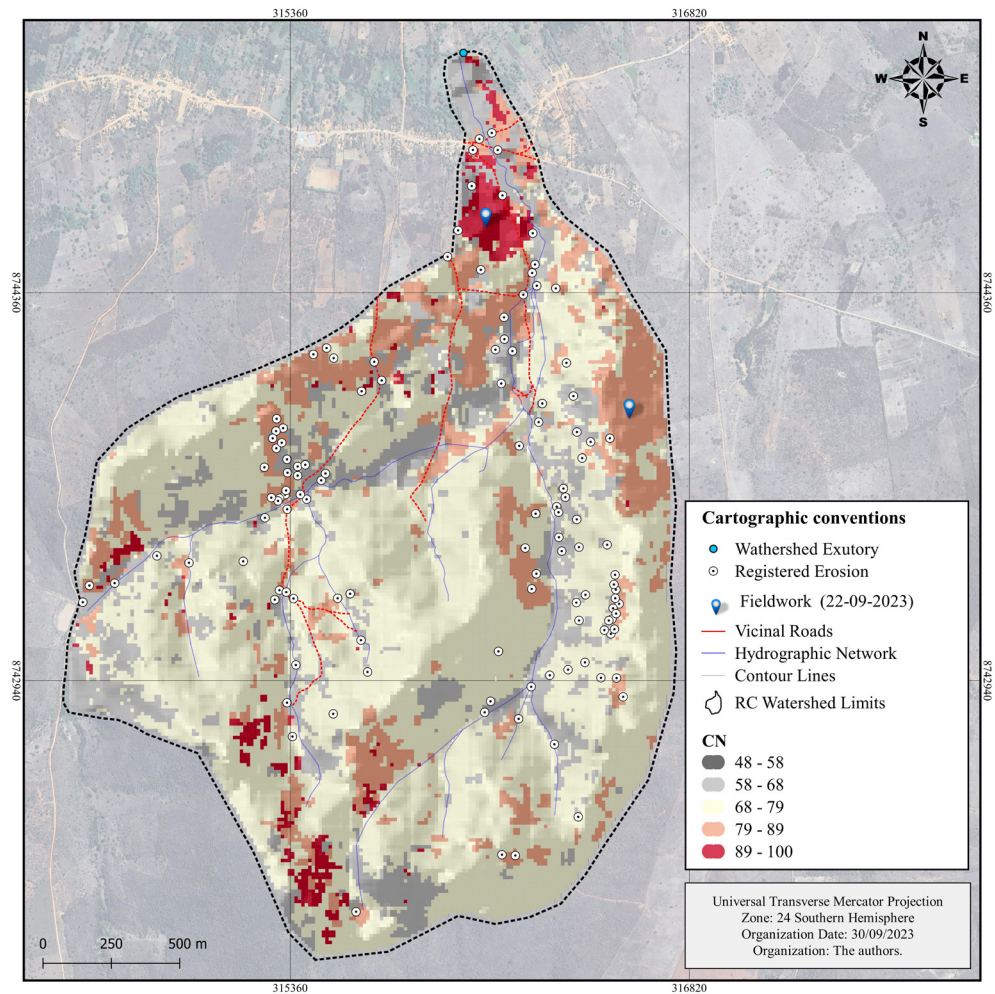 315360
316820
N
W
E
S
8744360
8744360
Cartographic conventions
Wathershed Exutory
Registered Erosion
Fieldwork (22-09-2023)
Vicinal Roads
Hydrographic Network
Contour Lines
RC Watershed Limits
CN
48 - 58
58 - 68
68 - 79
79 - 89
89 - 100
8742940
8742940
Universal Transverse Mercator Projection
Zone: 24 Southern Hemisphere
Organization Date: 30/09/2023
Organization: The authors.
0
250
500 m
315360
316820